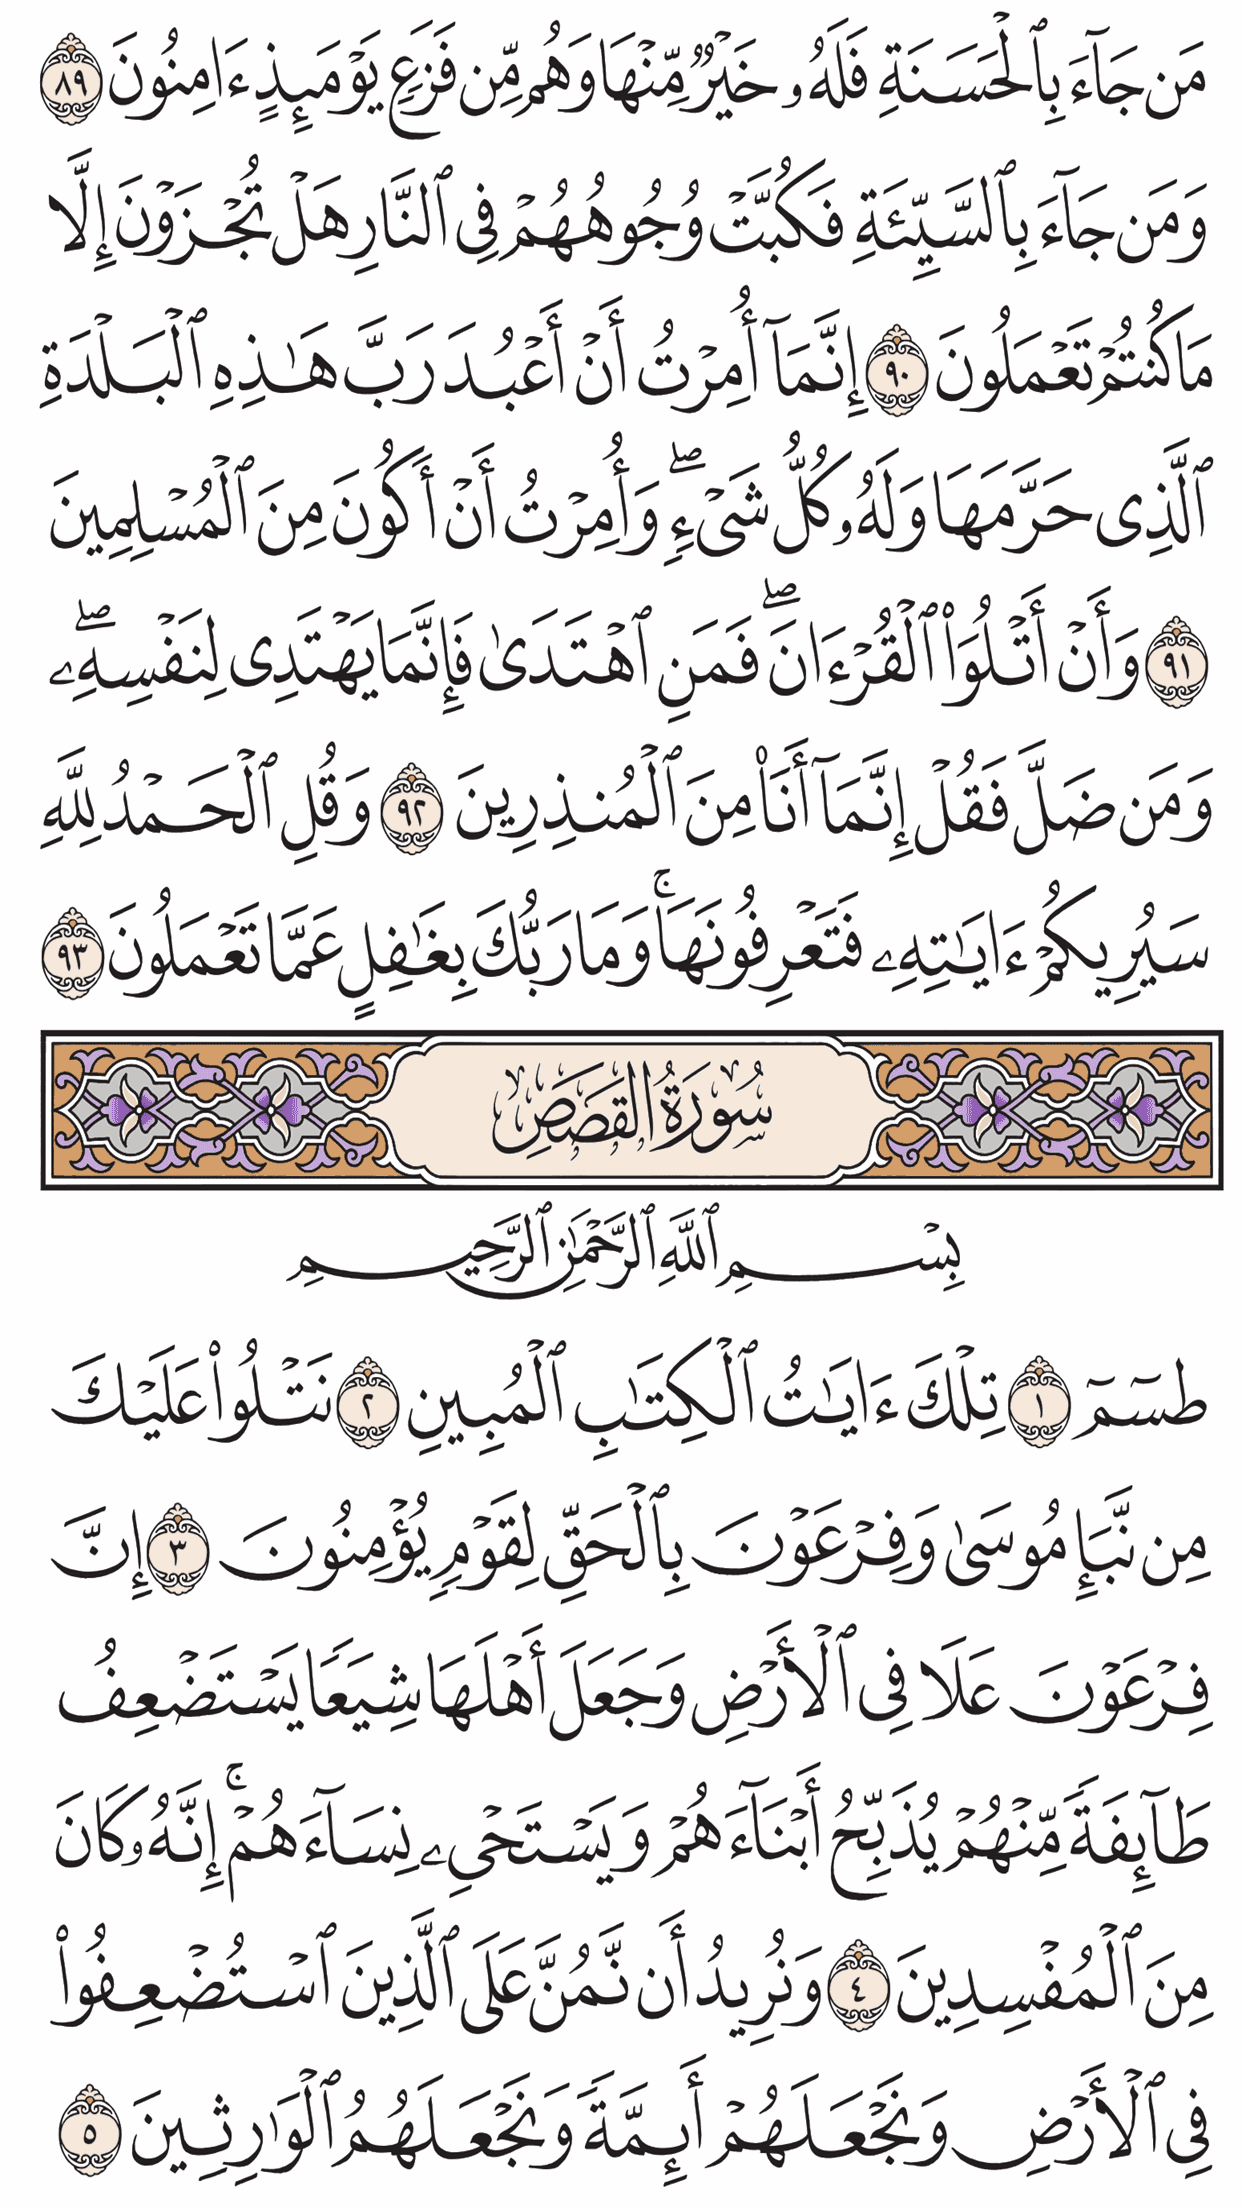 مَن جَآءَ بِٱلْحَسَنَةِ فَلَهُۥ خَيْرٌ مِّنْهَا وَهُم مِّن فَزَعٍ يَوْمَئِذٍ ءَامِنُونَ ٨٩
وَمَن جَآءَ بِٱلسَّيِّئَةِ فَكُبَّتْ وُجُوهُهُمْ فِى ٱلنَّارِ هَلْ تُجْزَوْنَ إِلَّا
مَا كُنتُمْ تَعْمَلُونَ ٩٠ إِنَّمَآ أُمِرْتُ أَنْ أَعْبُدَ رَبَّ هَـٰذِهِ ٱلْبَلْدَةِ
ٱلَّذِى حَرَّمَهَا وَلَهُۥ كُلُّ شَىْءٍۖ وَأُمِرْتُ أَنْ أَكُونَ مِنَ ٱلْمُسْلِمِينَ
٩١ وَأَنْ أَتْلُوَا۟ ٱلْقُرْءَانَۖ فَمَنِ ٱهْتَدَىٰ فَإِنَّمَا يَهْتَدِى لِنَفْسِهِۦۖ
وَمَن ضَلَّ فَقُلْ إِنَّمَآ أَنَا۠ مِنَ ٱلْمُنذِرِينَ ٩٢ وَقُلِ ٱلْحَمْدُ لِلَّهِ
سَيُرِيكُمْ ءَايَـٰتِهِۦ فَتَعْرِفُونَهَاۚ وَمَا رَبُّكَ بِغَـٰفِلٍ عَمَّا تَعْمَلُونَ ٩٣
سُورَةُ القَصَصِ
بِسْمِ ٱللَّهِ ٱلرَّحْمَـٰنِ ٱلرَّحِيمِ
طسٓمٓ ١ تِلْكَ ءَايَـٰتُ ٱلْكِتَـٰبِ ٱلْمُبِينِ ٢ نَتْلُوا۟ عَلَيْكَ
مِن نَّبَإِ مُوسَىٰ وَفِرْعَوْنَ بِٱلْحَقِّ لِقَوْمٍ يُؤْمِنُونَ ٣ إِنَّ
فِرْعَوْنَ عَلَا فِى ٱلْأَرْضِ وَجَعَلَ أَهْلَهَا شِيَعًا يَسْتَضْعِفُ
طَآئِفَةً مِّنْهُمْ يُذَبِّحُ أَبْنَآءَهُمْ وَيَسْتَحْىِۦ نِسَآءَهُمْۚ إِنَّهُۥ كَانَ
مِنَ ٱلْمُفْسِدِينَ ٤ وَنُرِيدُ أَن نَّمُنَّ عَلَى ٱلَّذِينَ ٱسْتُضْعِفُوا۟
فِى ٱلْأَرْضِ وَنَجْعَلَهُمْ أَئِمَّةً وَنَجْعَلَهُمُ ٱلْوَٰرِثِينَ ٥